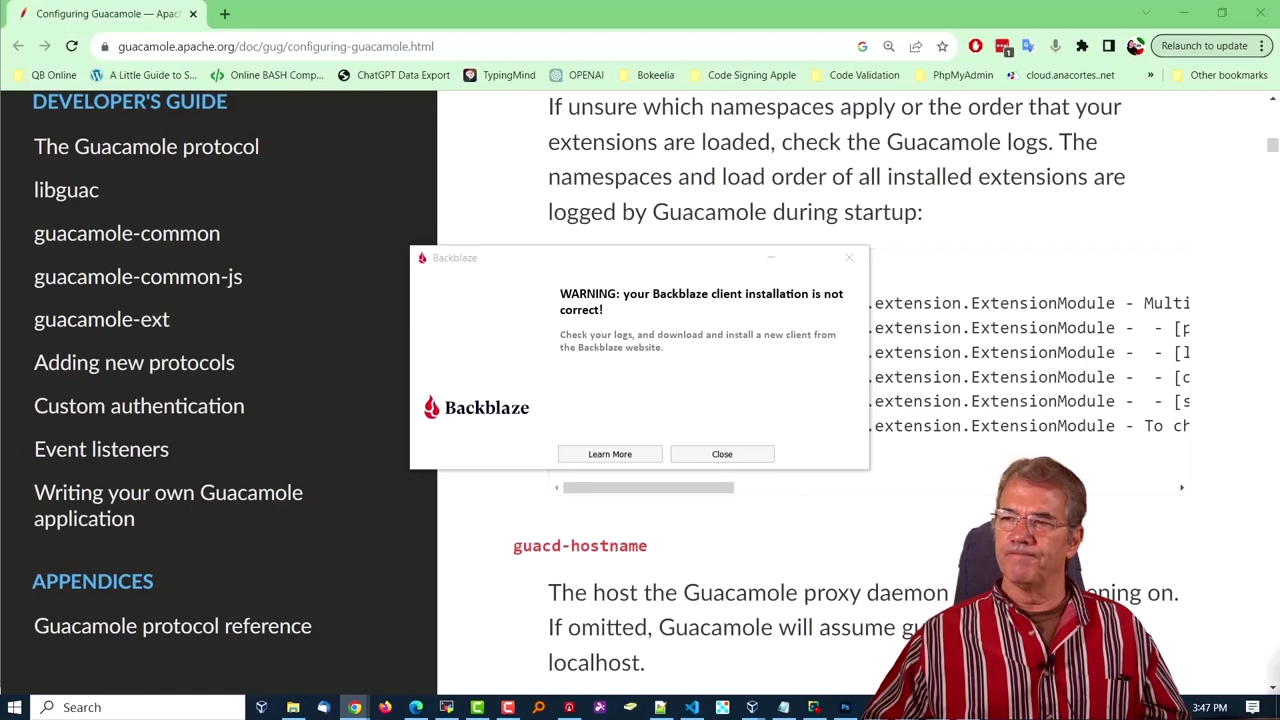 Configuring Guacamole — Apac
guacamole.apache.org/doc/gug/configuring-guacamole.html
1
Relaunch to update
QB Online
A Little Guide to S...
Online BASH Comp...
ChatGPT Data Export
TypingMind
OPENAI
Bokeelia
Code Signing Apple
Code Validation
PhpMyAdmin
cloud.anacortes..net
»
Other bookmarks
DEVELOPER'S GUIDE
The Guacamole protocol
libguac
guacamole-common
guacamole-common-js
guacamole-ext
Adding new protocols
Custom authentication
Event listeners
Writing your own Guacamole
application
APPENDICES
Guacamole protocol reference
If unsure which namespaces apply or the order that your
extensions are loaded, check the Guacamole logs. The
namespaces and load order of all installed extensions are
logged by Guacamole during startup:
.extension.ExtensionModule - Multi
.extension.ExtensionModule - - [p
.extension.ExtensionModule - - [l
.extension.ExtensionModule - - [
.extension.ExtensionModule - - [s
.extension.ExtensionModule - To ch
Backblaze
WARNING: your Backblaze client installation is not
correct!
Check your logs, and download and install a new client from
the Backblaze website.
Backblaze
Learn More
Close
guacd-hostname
The host the Guacamole proxy daemon
on.
If omitted, Guacamole will assume
localhost.
Search
3:47 PM